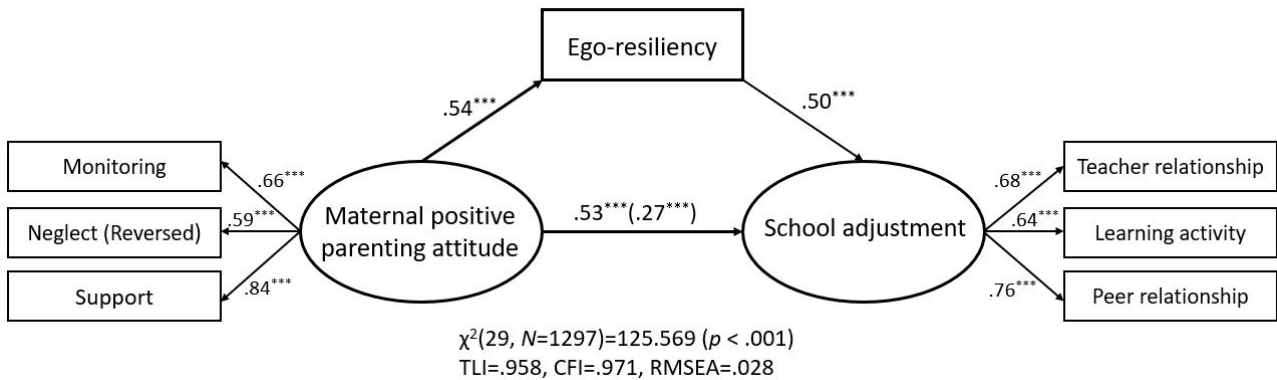 Ego-resiliency
.54***
.50***
Monitoring
.66***
Neglect (Reversed)
.59***
Support
.84***
Maternal positive
parenting attitude
.53***(.27***)
School adjustment
.68***
Teacher relationship
.64***
Learning activity
.76***
Peer relationship
χ²(29, N=1297)=125.569 (p < .001)
TLI=.958, CFI=.971, RMSEA=.028